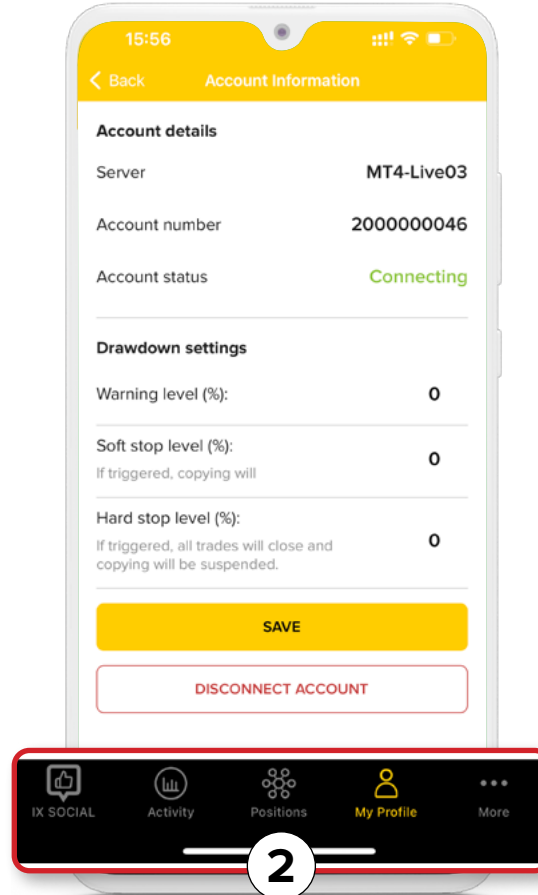 15:56
Back Account Information
Account details
Server MT4-Live03
Account number 2000000046
Account status Connecting
Drawdown settings
Warning level (%): 0
Soft stop level (%): 0
If triggered, copying will
Hard stop level (%): 0
If triggered, all trades will close and
copying will be suspended.
SAVE
DISCONNECT ACCOUNT
IX SOCIAL Activity Positions My Profile More
2